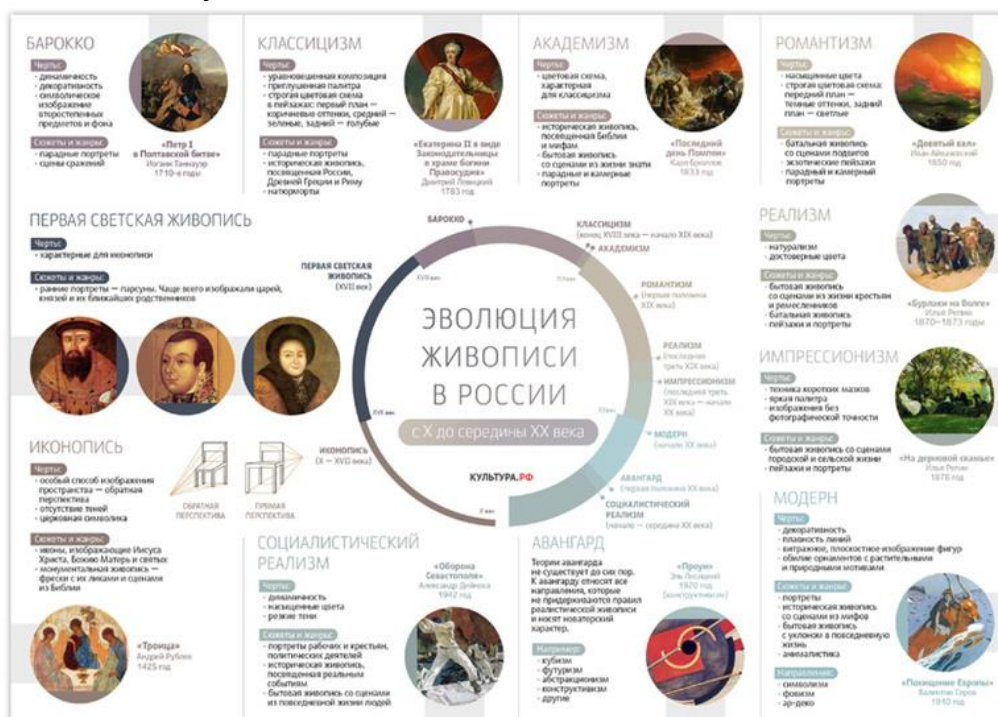 БАРОККО
Черты:
· динамичность
· декоративность
· символическое
изображение
второстепенных
предметов и фона
Сюжеты и жанры:
· парадные портреты
· сцены сражений
«Петр I
в Полтавской битве»
Иоганн Таннауэр
1710-е годы
КЛАССИЦИЗМ
Черты:
· уравновешенная композиция
· приглушенная палитра
· строгая цветовая схема
в пейзажах: первый план —
коричневые оттенки, средний —
зеленые, задний — голубые
Сюжеты и жанры:
· парадные портреты
· историческая живопись,
посвященная России,
Древней Греции и Риму
· натюрморты
«Екатерина II в виде
Законодательницы
в храме богини
Правосудия»
Дмитрий Левицкий
1783 год
АКАДЕМИЗМ
Черты:
· цветовая схема,
характерная
для классицизма
Сюжеты и жанры:
· историческая живопись,
посвященная Библии
и мифам
· бытовая живопись
со сценами из жизни знати
· парадные и камерные
портреты
«Последний
день Помпеи»
Карл Брюллов
1833 год
РОМАНТИЗМ
Черты:
· насыщенные цвета
· строгая цветовая схема:
передний план —
темные оттенки, задний
план — светлые
Сюжеты и жанры:
· батальная живопись
со сценами подвигов
· экзотические пейзажи
· парадный и камерный
портреты
«Девятый вал»
Иван Айвазовский
1850 год
ПЕРВАЯ СВЕТСКАЯ ЖИВОПИСЬ
Черты:
· характерные для иконописи
Сюжеты и жанры:
· ранние портреты — парсуны. Чаще всего изображали царей,
князей и их ближайших родственников
РЕАЛИЗМ
Черты:
· натурализм
· достоверные цвета
Сюжеты и жанры:
· бытовая живопись
со сценами из жизни крестьян
и ремесленников
· батальная живопись
· пейзажи и портреты
«Бурлаки на Волге»
Илья Репин
1870–1873 годы
ИМПРЕССИОНИЗМ
Черты:
· техника коротких мазков
· яркая палитра
· изображения без
фотографической точности
Сюжеты и жанры:
· бытовая живопись со сценами
городской и сельской жизни
· пейзажи и портреты
«На дерновой скамье»
Илья Репин
1876 год
ЭВОЛЮЦИЯ
ЖИВОПИСИ
В РОССИИ
с X до середины XX века
КУЛЬТУРА.РФ
БАРОККО
КЛАССИЦИЗМ
(конец XVIII века — начало XIX века)
АКАДЕМИЗМ
РОМАНТИЗМ
(первая половина
XIX века)
РЕАЛИЗМ
(последняя
треть XIX века)
ИМПРЕССИОНИЗМ
(последняя треть
XIX века — начало
XX века)
МОДЕРН
(начало XX века)
АВАНГАРД
(первая половина XX века)
СОЦИАЛИСТИЧЕСКИЙ
РЕАЛИЗМ
(начало — середина XX века)
ИКОНОПИСЬ
(X — XVII века)
ПЕРВАЯ СВЕТСКАЯ
ЖИВОПИСЬ
(XVII век)
ИКОНОПИСЬ
Черты:
· особый способ изображения
пространства — обратная
перспектива
· отсутствие теней
· церковная символика
Сюжеты и жанры:
· иконы, изображающие Иисуса
Христа, Божию Матерь и святых
· монументальная живопись —
фрески с их ликами и сценами
из Библии
ОБРАТНАЯ
ПЕРСПЕКТИВА
ПРЯМАЯ
ПЕРСПЕКТИВА
«Троица»
Андрей Рублев
1425 год
СОЦИАЛИСТИЧЕСКИЙ
РЕАЛИЗМ
Черты:
· динамичность
· насыщенные цвета
· резкие тени
Сюжеты и жанры:
· портреты рабочих и крестьян,
политических деятелей
· историческая живопись,
посвященная реальным
событиям
· бытовая живопись со сценами
из повседневной жизни людей
«Оборона
Севастополя»
Александр Дейнека
1942 год
АВАНГАРД
Теории авангарда
не существует до сих пор.
К авангарду относят все
направления, которые
не придерживаются правил
реалистической живописи
и носят новаторский
характер.
Например:
· кубизм
· футуризм
· абстракционизм
· конструктивизм
· другие
«Проун»
Эль Лисицкий
1920 год
(конструктивизм)
МОДЕРН
Черты:
· декоративность
· плавность линий
· витражное, плоскостное изображение фигур
· обилие орнаментов с растительными
и природными мотивами
Сюжеты и жанры:
· портреты
· историческая живопись
со сценами из мифов
· бытовая живопись
с уклоном в повседневную
жизнь
· анималистика
Направления:
· символизм
· фовизм
· ар-деко
«Похищение Европы»
Валентин Серов
1910 год